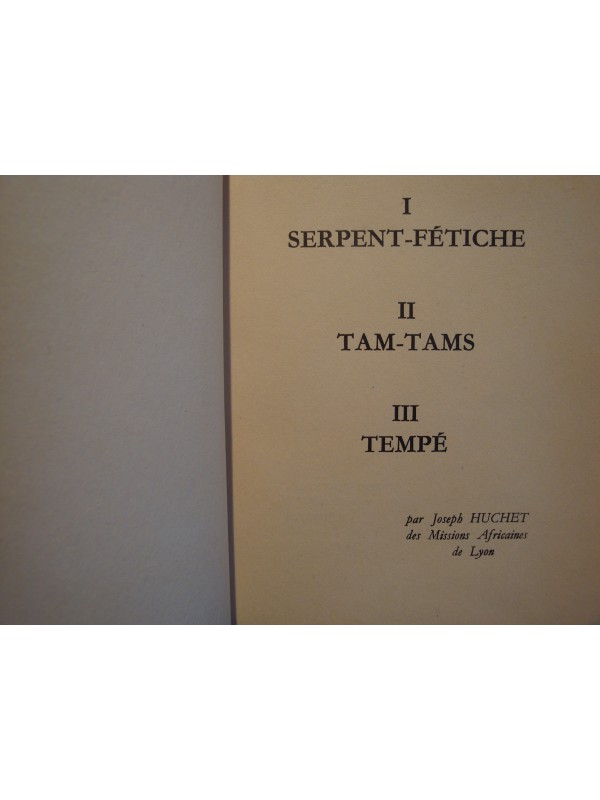 I
SERPENT-FÉTICHE
II
TAM-TAMS
III
TEMPÉ
par Joseph HUCHET
des Missions Africaines
de Lyon